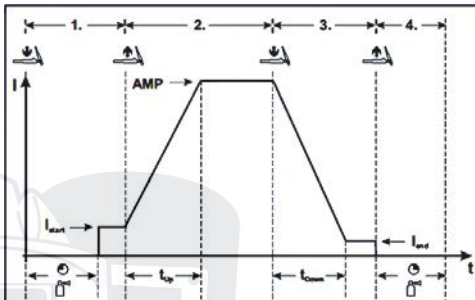 1. 2. 3. 4.
I
AMP
Istart
Iend
t
tUp
tDown